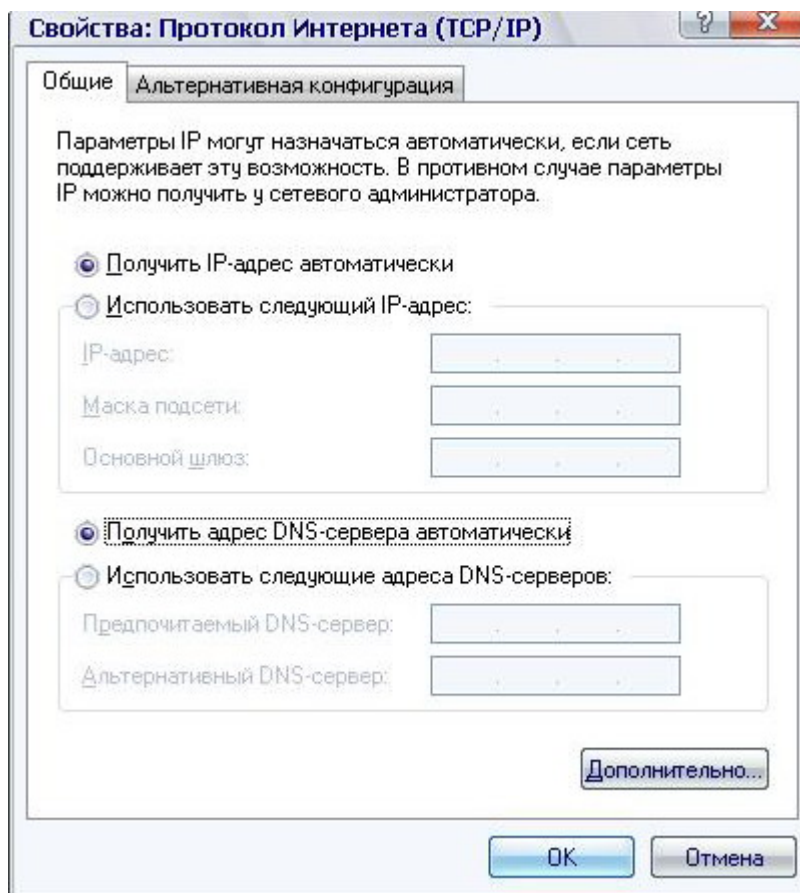 Свойства: Протокол Интернета (TCP/IP)
Общие
Альтернативная конфигурация
Параметры IP могут назначаться автоматически, если сеть
поддерживает эту возможность. В противном случае параметры
IP можно получить у сетевого администратора.
Получить IP-адрес автоматически
Использовать следующий IP-адрес:
IP-адрес:
Маска подсети:
Основной шлюз:
Получить адрес DNS-сервера автоматически
Использовать следующие адреса DNS-серверов:
Предпочитаемый DNS-сервер:
Альтернативный DNS-сервер:
Дополнительно...
OK
Отмена